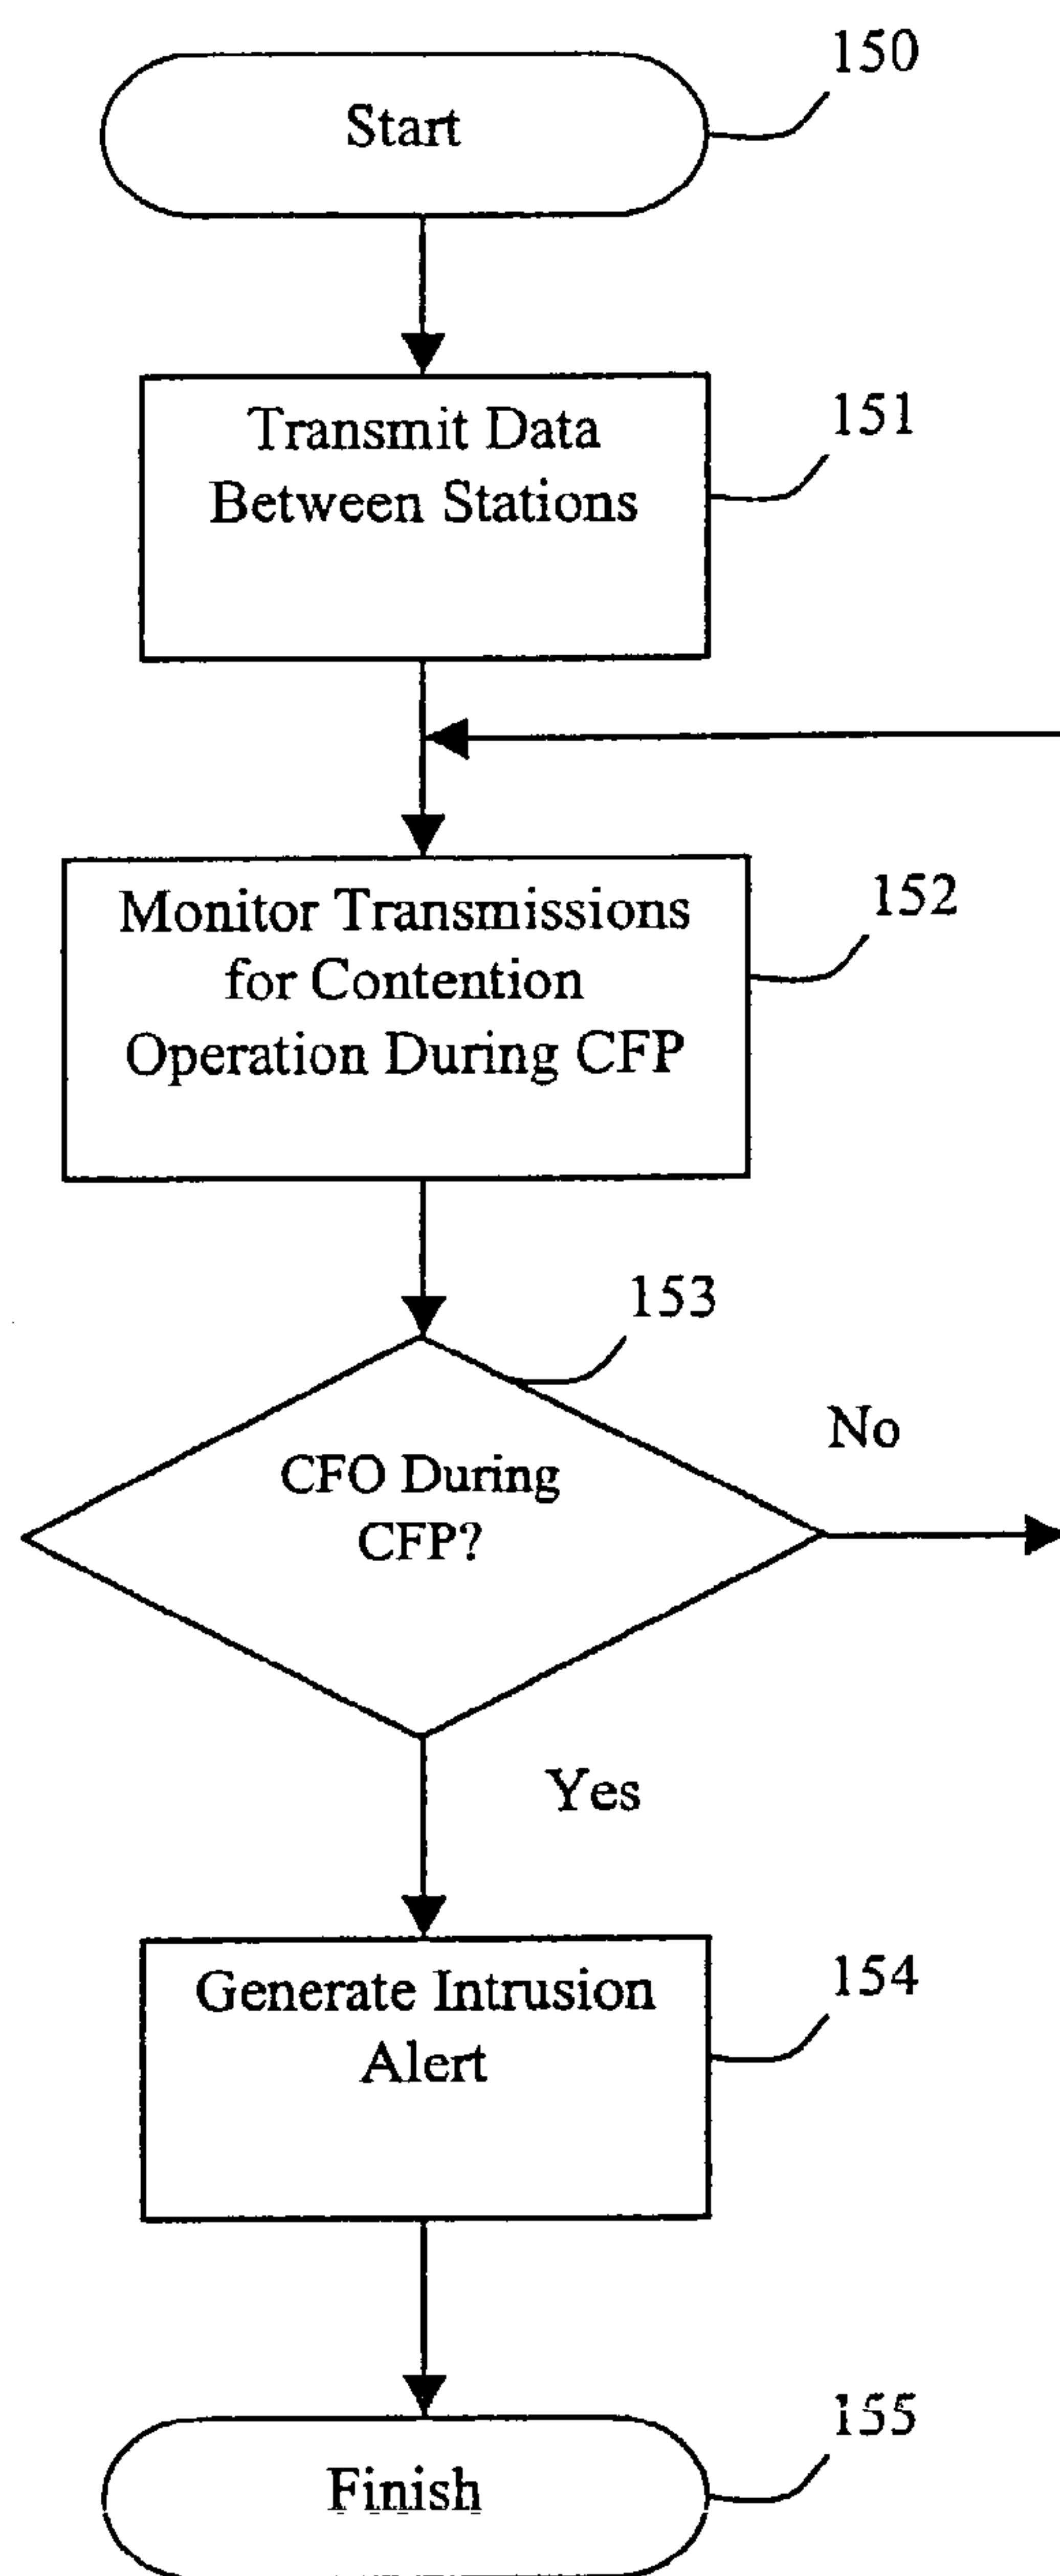 150
Start
151
Transmit Data
Between Stations
152
Monitor Transmissions
for Contention
Operation During CFP
153
No
CFO During
CFP?
Yes
154
Generate Intrusion
Alert
155
Finish